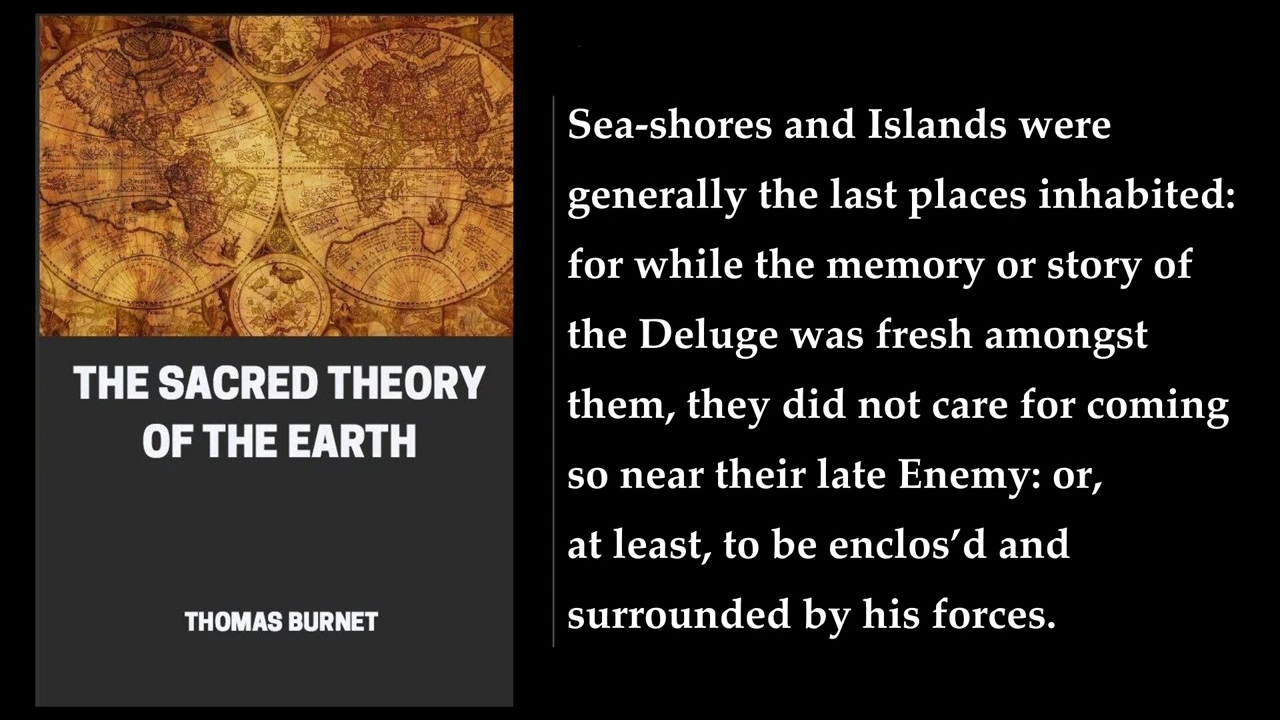 THE SACRED THEORY
OF THE EARTH
THOMAS BURNET
Sea-shores and Islands were
generally the last places inhabited:
for while the memory or story of
the Deluge was fresh amongst
them, they did not care for coming
so near their late Enemy: or,
at least, to be enclos’d and
surrounded by his forces.